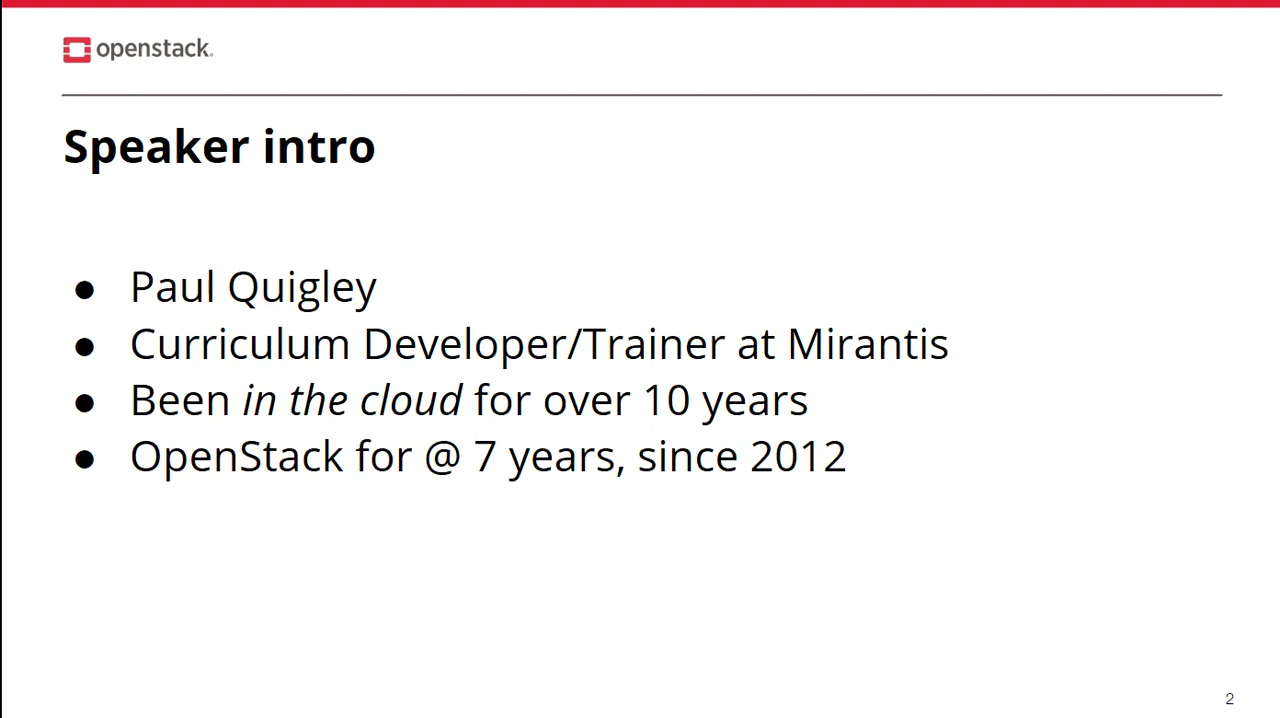 openstack.
Speaker intro
● Paul Quigley
● Curriculum Developer/Trainer at Mirantis
● Been in the cloud for over 10 years
● OpenStack for @ 7 years, since 2012
2